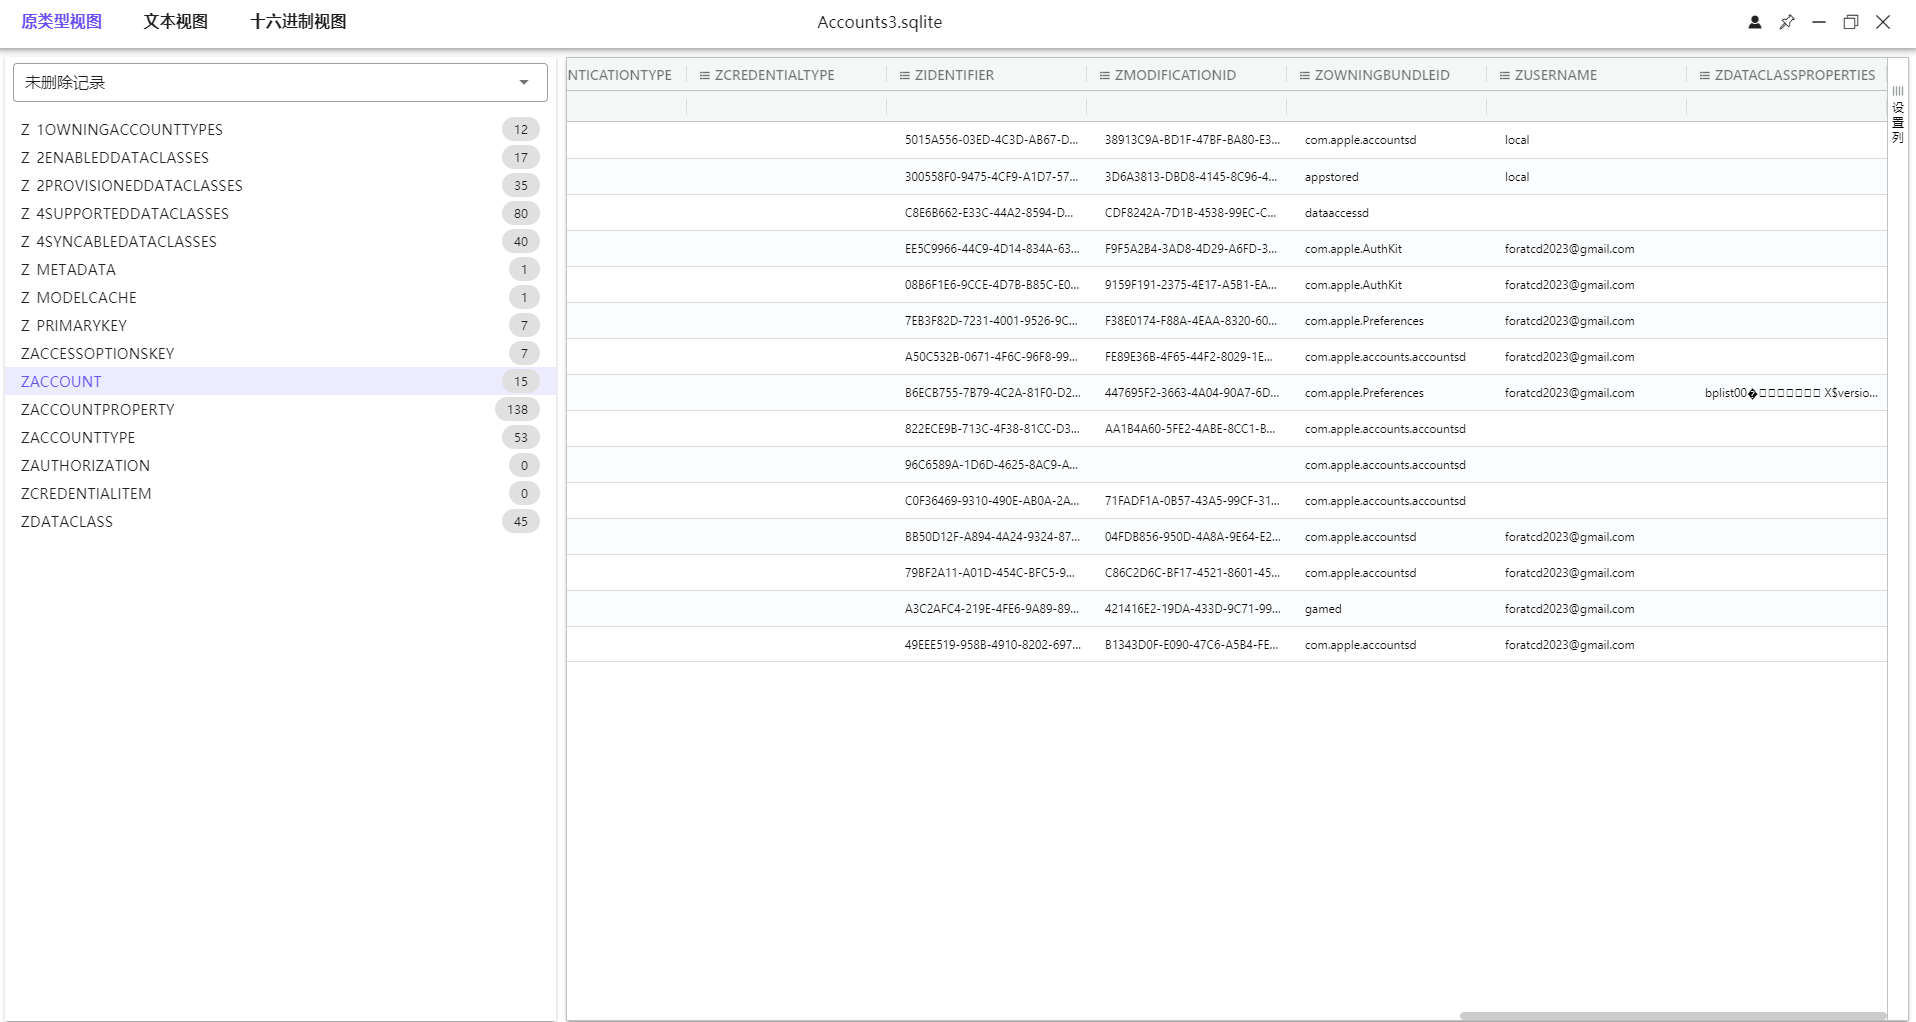 原类型视图 文本视图 十六进制视图 Accounts3.sqlite
未删除记录
Z 1OWNINGACCOUNTTYPES 12
Z 2ENABLEDDATACLASSES 17
Z 2PROVISIONEDDATACLASSES 35
Z 4SUPPORTEDDATACLASSES 80
Z 4SYNCABLEDATACLASSES 40
Z METADATA 1
Z MODELCACHE 1
Z PRIMARYKEY 7
ZACCESSOPTIONSKEY 7
ZACCOUNT 15
ZACCOUNTPROPERTY 138
ZACCOUNTTYPE 53
ZAUTHORIZATION 0
ZCREDENTIALITEM 0
ZDATACLASS 45
NTICATIONTYPE ZCREDENTIALTYPE ZIDENTIFIER ZMODIFICATIONID ZOWNINGBUNDLEID ZUSERNAME ZDATACLASSPROPERTIES
5015A556-03ED-4C3D-AB67-D... 38913C9A-BD1F-47BF-BA80-E3... com.apple.accountsd local
300558F0-9475-4CF9-A1D7-57... 3D6A3813-DBD8-4145-8C96-4... appstored local
C8E6B662-E33C-44A2-8594-D... CDF8242A-7D1B-4538-99EC-C... dataaccessd
EE5C9966-44C9-4D14-834A-63... F9F5A2B4-3AD8-4D29-A6FD-3... com.apple.AuthKit foratcd2023@gmail.com
08B6F1E6-9CCE-4D7B-B85C-E0... 9159F191-2375-4E17-A5B1-EA... com.apple.AuthKit foratcd2023@gmail.com
7EB3F82D-7231-4001-9526-9C... F38E0174-F88A-4EAA-8320-60... com.apple.Preferences foratcd2023@gmail.com
A50C532B-0671-4F6C-96F8-99... FE89E36B-4F65-44F2-8029-1E... com.apple.accounts.accountsd foratcd2023@gmail.com
B6ECB755-7B79-4C2A-81F0-D2... 447695F2-3663-4A04-90A7-6D... com.apple.Preferences foratcd2023@gmail.com bplist00�□□□□□□□ X$versio...
822ECE9B-713C-4F38-81CC-D3... AA1B4A60-5FE2-4ABE-8CC1-B... com.apple.accounts.accountsd
96C6589A-1D6D-4625-8AC9-A... com.apple.accounts.accountsd
C0F36469-9310-490E-AB0A-2A... 71FADF1A-0B57-43A5-99CF-31... com.apple.accounts.accountsd
BB50D12F-A894-4A24-9324-87... 04FDB856-950D-4A8A-9E64-E2... com.apple.accountsd foratcd2023@gmail.com
79BF2A11-A01D-454C-BFC5-9... C86C2D6C-BF17-4521-8601-45... com.apple.accountsd foratcd2023@gmail.com
A3C2AFC4-219E-4FE6-9A89-89... 421416E2-19DA-433D-9C71-99... gamed foratcd2023@gmail.com
49EEE519-958B-4910-8202-697... B1343D0F-E090-47C6-A5B4-FE... com.apple.accountsd foratcd2023@gmail.com
设置列